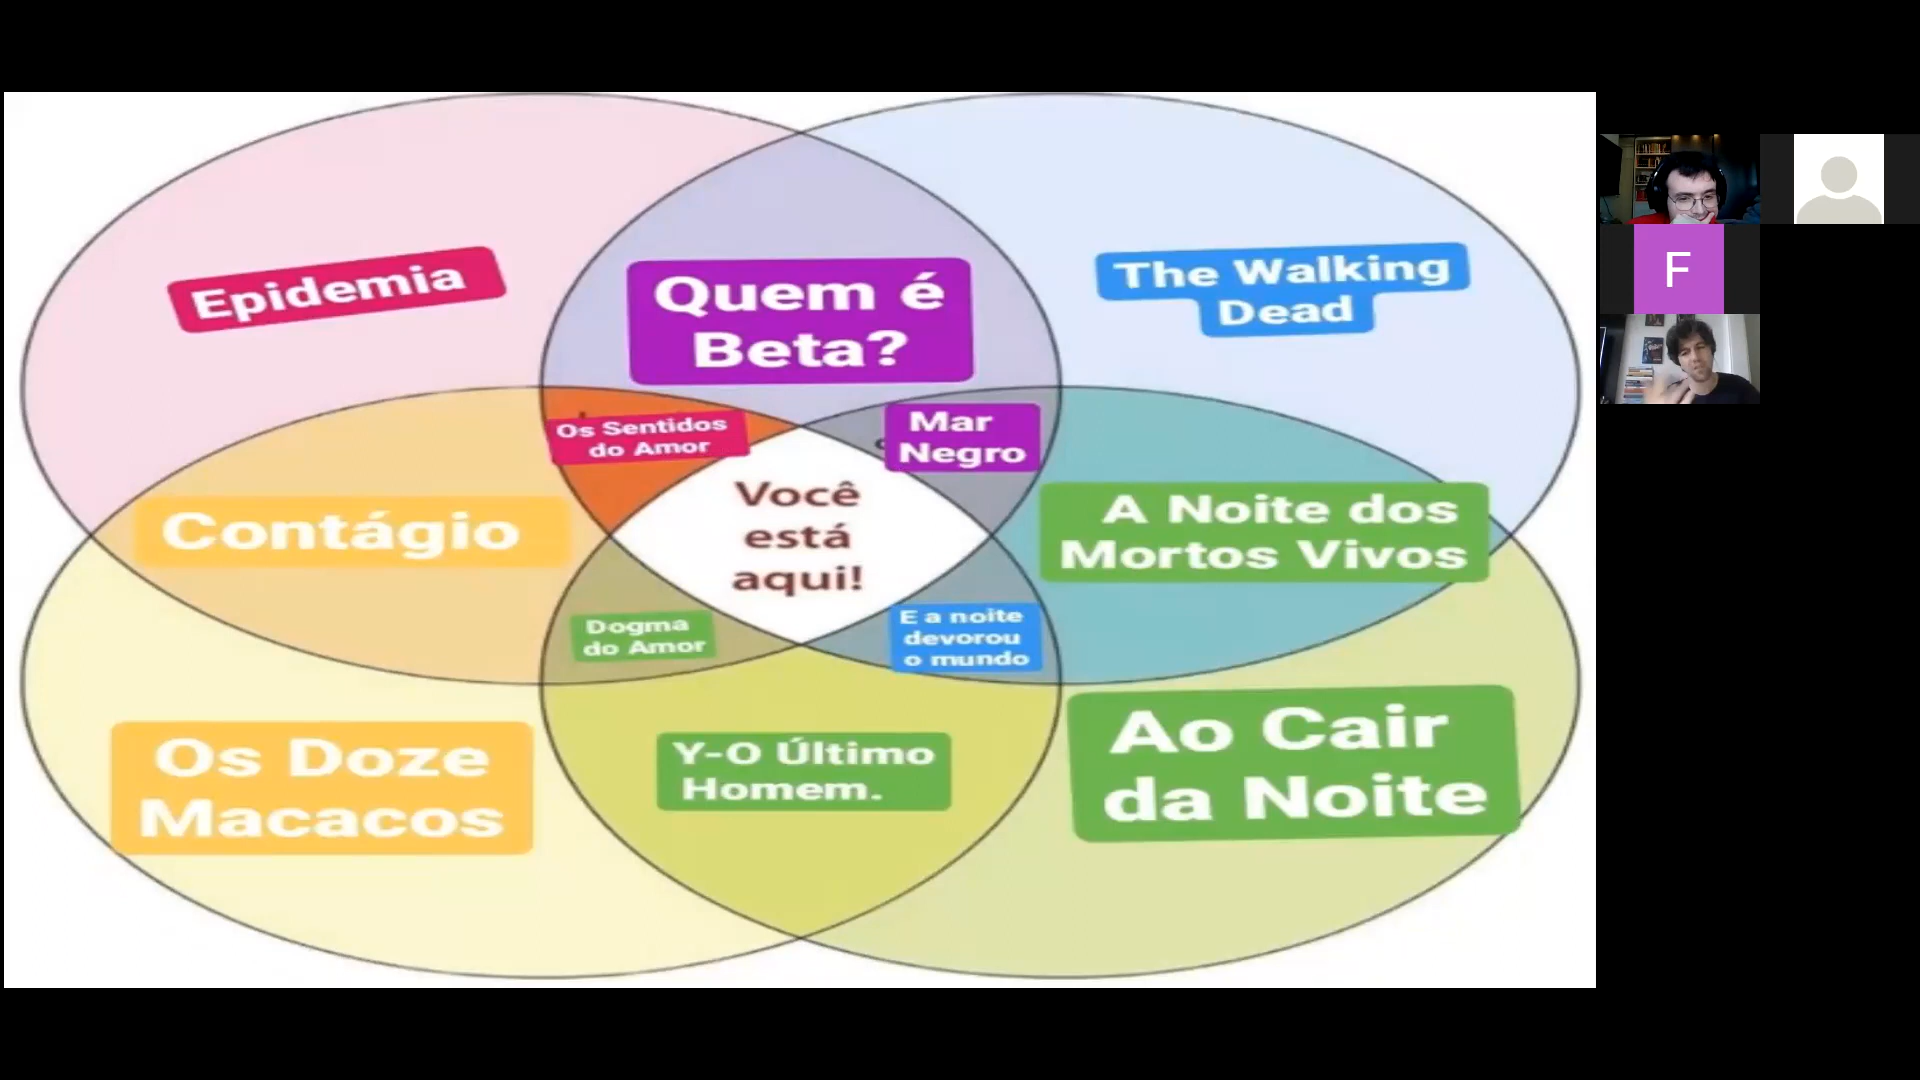 Epidemia
Quem é
Beta?
The Walking
Dead
Os Sentidos
do Amor
Mar
Negro
Contágio
Você
está
aqui!
A Noite dos
Mortos Vivos
Dogma
do Amor
E a noite
devorou
o mundo
Os Doze
Macacos
Y-O Último
Homem.
Ao Cair
da Noite
F